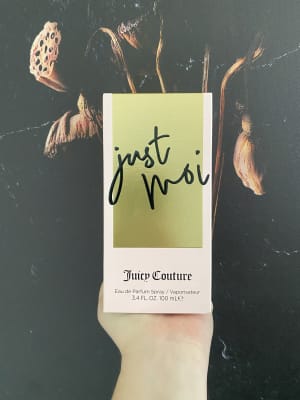 just
moi
Juicy Couture
Eau de Parfum Spray / Vaporisateur
3.4 FL. OZ. 100 mL ℮